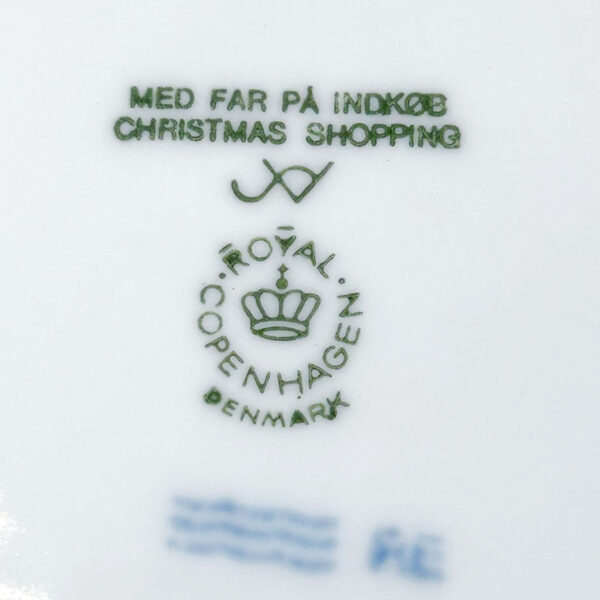 MED FAR PÅ INDKØB
CHRISTMAS SHOPPING
ROYAL
COPENHAGEN
DENMARK